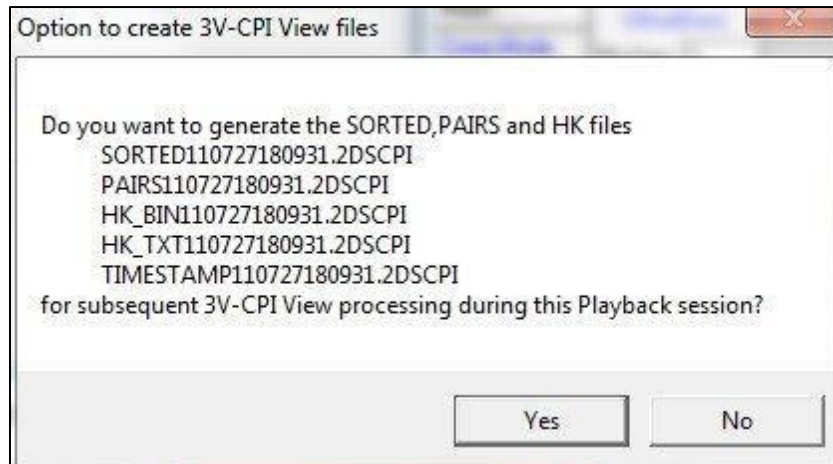 Option to create 3V-CPI View files
Do you want to generate the SORTED,PAIRS and HK files
SORTED110727180931.2DSCPI
PAIRS110727180931.2DSCPI
HK_BIN110727180931.2DSCPI
HK_TXT110727180931.2DSCPI
TIMESTAMP110727180931.2DSCPI
for subsequent 3V-CPI View processing during this Playback session?
Yes
No